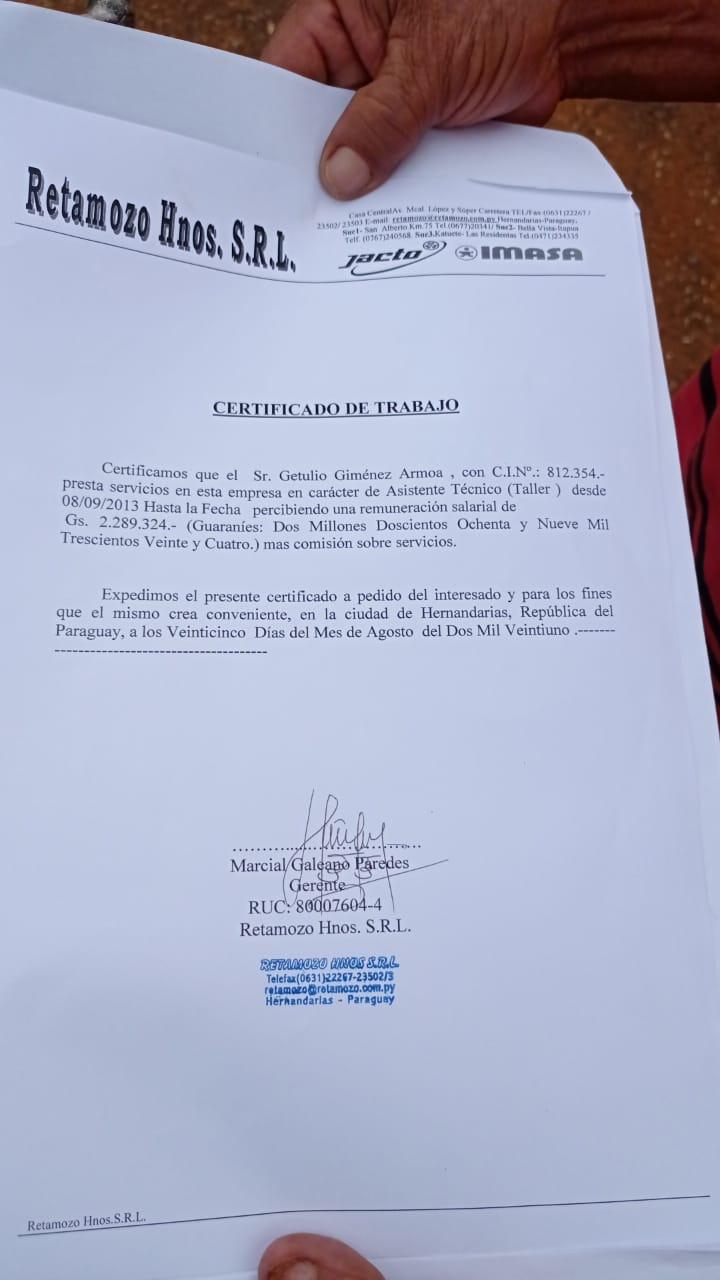 Retamozo Hnos. S.R.L.
Casa Central Av. Mcal. López y Súper Carretera TEL/Fax (0631)22267 /
23502/ 23503 E-mail: retamozo@retamozo.com.py Hernandarias-Paraguay.
Suc1- San Alberto Km.75 Tel.(0677)20341/ Suc2- Bella Vista-Itapua
Telf. (0767)240568. Suc3.Katuete- Las Residentas Tel.(0471)234335
JACTO IMASA
CERTIFICADO DE TRABAJO
Certificamos que el Sr. Getulio Giménez Armoa , con C.I.Nº.: 812.354.-
presta servicios en esta empresa en carácter de Asistente Técnico (Taller ) desde
08/09/2013 Hasta la Fecha percibiendo una remuneración salarial de
Gs. 2.289.324.- (Guaraníes: Dos Millones Doscientos Ochenta y Nueve Mil
Trescientos Veinte y Cuatro.) mas comisión sobre servicios.
Expedimos el presente certificado a pedido del interesado y para los fines
que el mismo crea conveniente, en la ciudad de Hernandarias, República del
Paraguay, a los Veinticinco Días del Mes de Agosto del Dos Mil Veintiuno .-------
------------------------------------
Marcial Galeano Paredes
Gerente
RUC: 80007604-4
Retamozo Hnos. S.R.L.
RETAMOZO HNOS S.R.L.
Telefax(0631)22267-23502/3
retamozo@retamozo.com.py
Hernandarias - Paraguay
Retamozo Hnos.S.R.L.